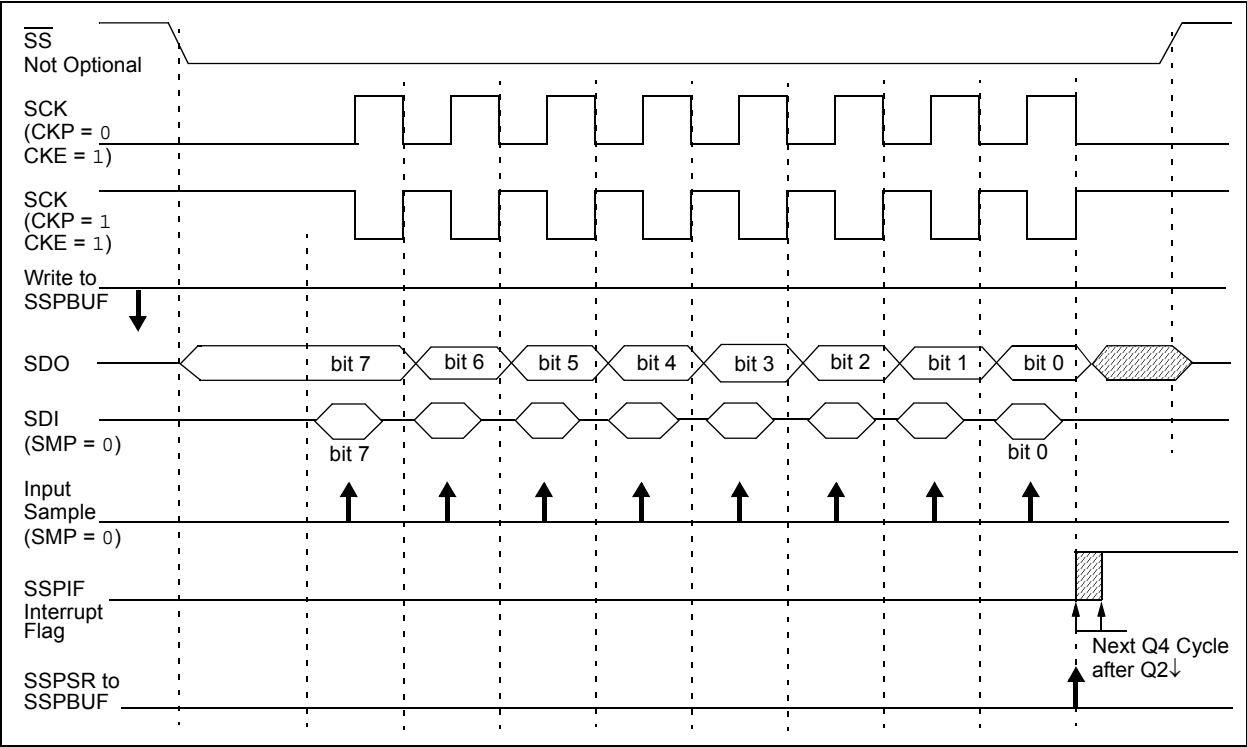 SS
Not Optional
SCK
(CKP = 0
CKE = 1)
SCK
(CKP = 1
CKE = 1)
Write to
SSPBUF
SDO
bit 7
bit 6
bit 5
bit 4
bit 3
bit 2
bit 1
bit 0
SDI
(SMP = 0)
bit 7
bit 0
Input
Sample
(SMP = 0)
SSPIF
Interrupt
Flag
Next Q4 Cycle
after Q2↓
SSPSR to
SSPBUF